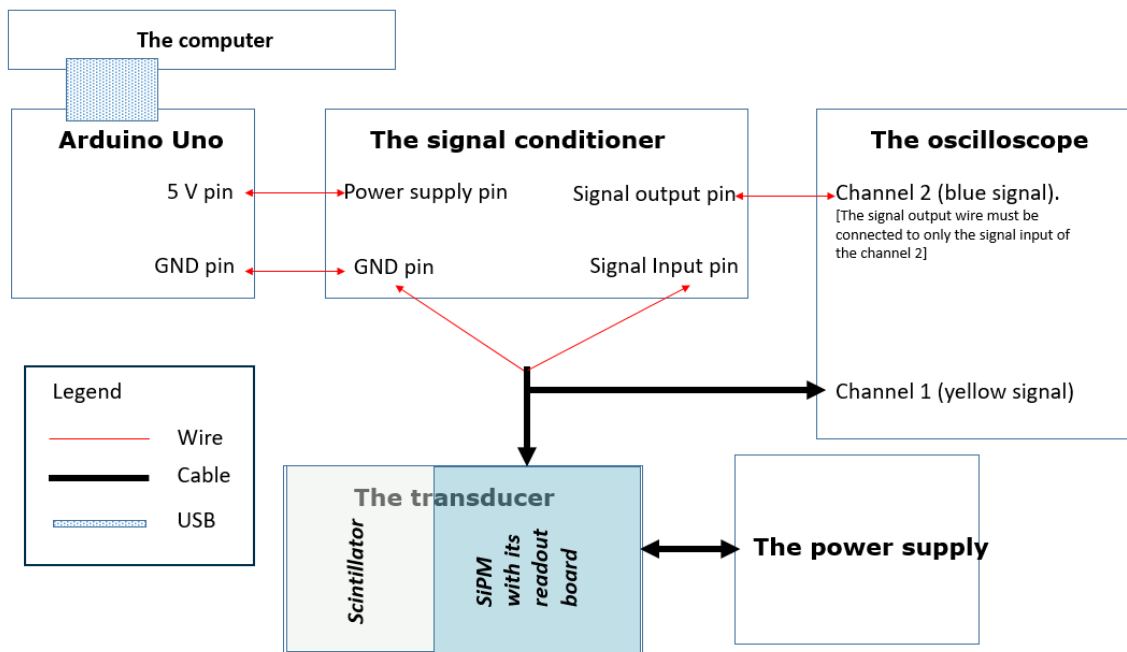 The computer
Arduino Uno
5 V pin
GND pin
The signal conditioner
Power supply pin
Signal output pin
GND pin
Signal Input pin
The oscilloscope
Channel 2 (blue signal).
[The signal output wire must be
connected to only the signal input of
the channel 2]
Channel 1 (yellow signal)
Legend
Wire
Cable
USB
The transducer
Scintillator
SiPM
with its
readout
board
The power supply